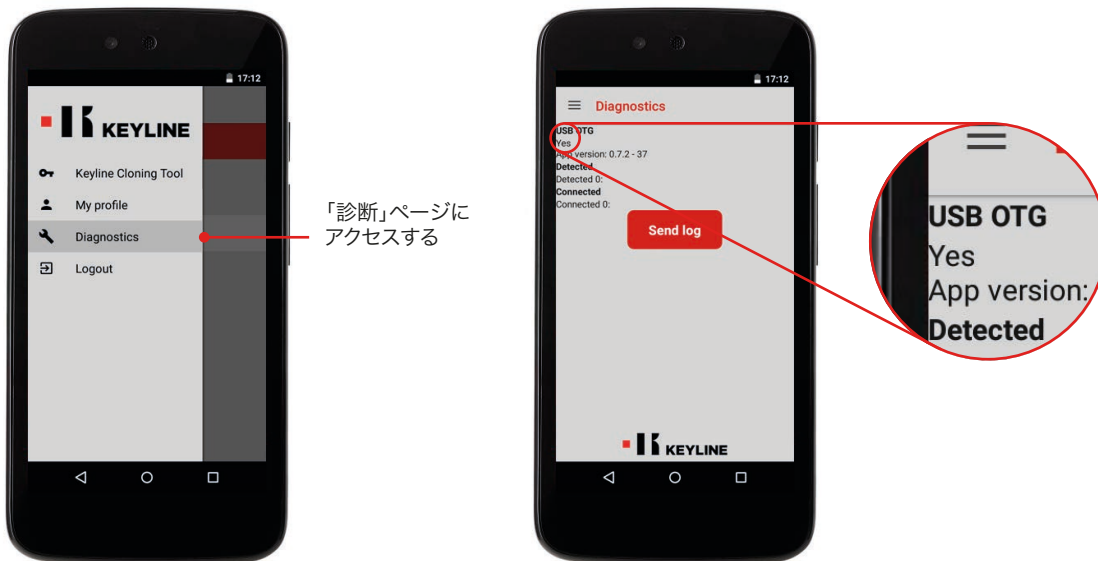 17:12
KEYLINE
Keyline Cloning Tool
My profile
Diagnostics
Logout
「診断」ページに
アクセスする
17:12
Diagnostics
USB OTG
Yes
App version: 0.7.2 - 37
Detected
Detected 0:
Connected
Connected 0:
Send log
KEYLINE
USB OTG
Yes
App version:
Detected